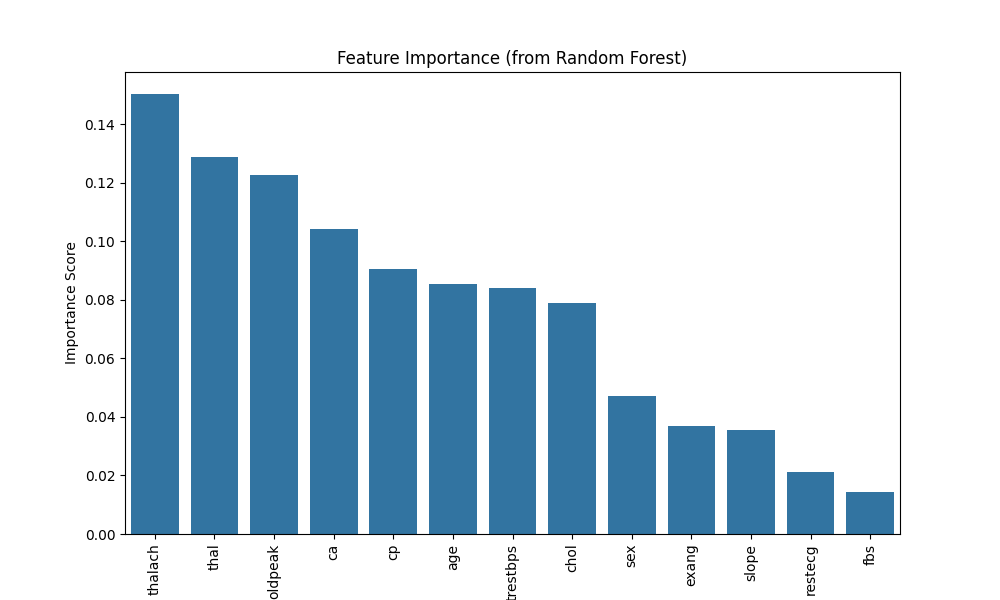 Feature Importance (from Random Forest)
Importance Score
0.14
0.12
0.10
0.08
0.06
0.04
0.02
0.00
thalach
thal
oldpeak
ca
cp
age
trestbps
chol
sex
exang
slope
restecg
fbs